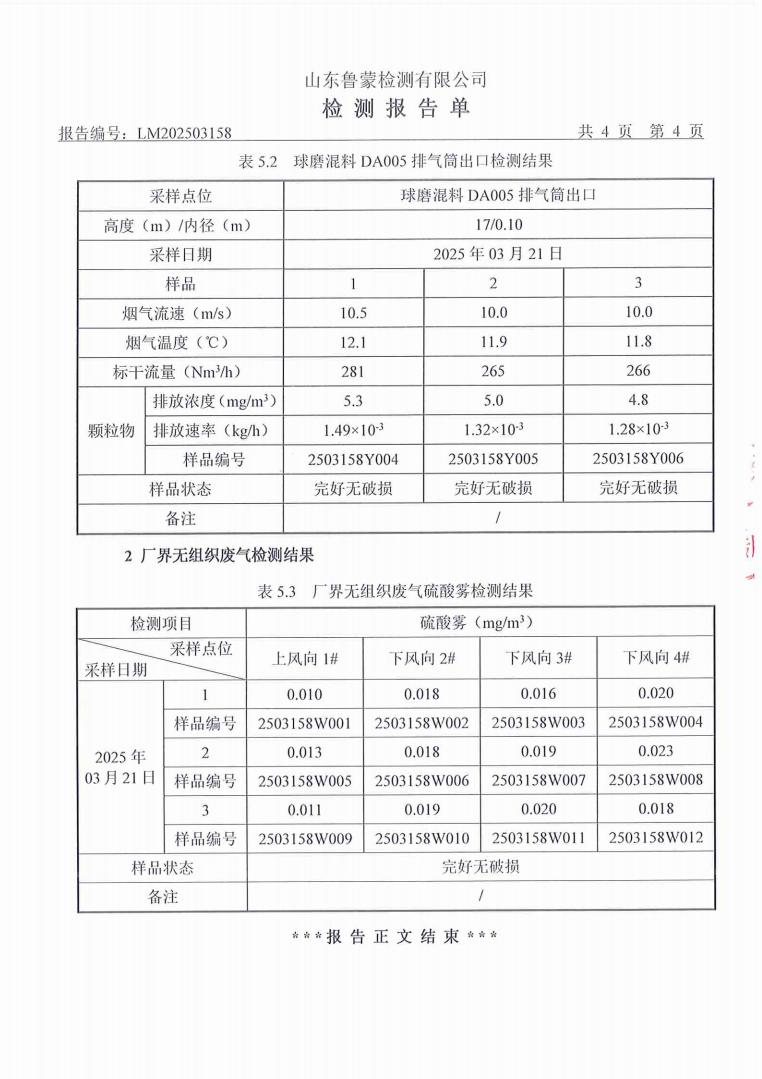 山东鲁蒙检测有限公司
检测报告单
报告编号：LM202503158 共 4 页 第 4 页
表 5.2 球磨混料 DA005 排气筒出口检测结果
采样点位 球磨混料 DA005 排气筒出口
高度（m）/内径（m） 17/0.10
采样日期 2025 年 03 月 21 日
样品 1 2 3
烟气流速（m/s） 10.5 10.0 10.0
烟气温度（℃） 12.1 11.9 11.8
标干流量（Nm³/h） 281 265 266
颗粒物
排放浓度（mg/m³） 5.3 5.0 4.8
排放速率（kg/h） 1.49×10⁻³ 1.32×10⁻³ 1.28×10⁻³
样品编号 2503158Y004 2503158Y005 2503158Y006
样品状态 完好无破损 完好无破损 完好无破损
备注 /
2 厂界无组织废气检测结果
表 5.3 厂界无组织废气硫酸雾检测结果
检测项目 硫酸雾（mg/m³）
采样点位
采样日期
上风向 1# 下风向 2# 下风向 3# 下风向 4#
2025 年
03 月 21 日
1 0.010 0.018 0.016 0.020
样品编号 2503158W001 2503158W002 2503158W003 2503158W004
2 0.013 0.018 0.019 0.023
样品编号 2503158W005 2503158W006 2503158W007 2503158W008
3 0.011 0.019 0.020 0.018
样品编号 2503158W009 2503158W010 2503158W011 2503158W012
样品状态 完好无破损
备注 /
***报告正文结束***